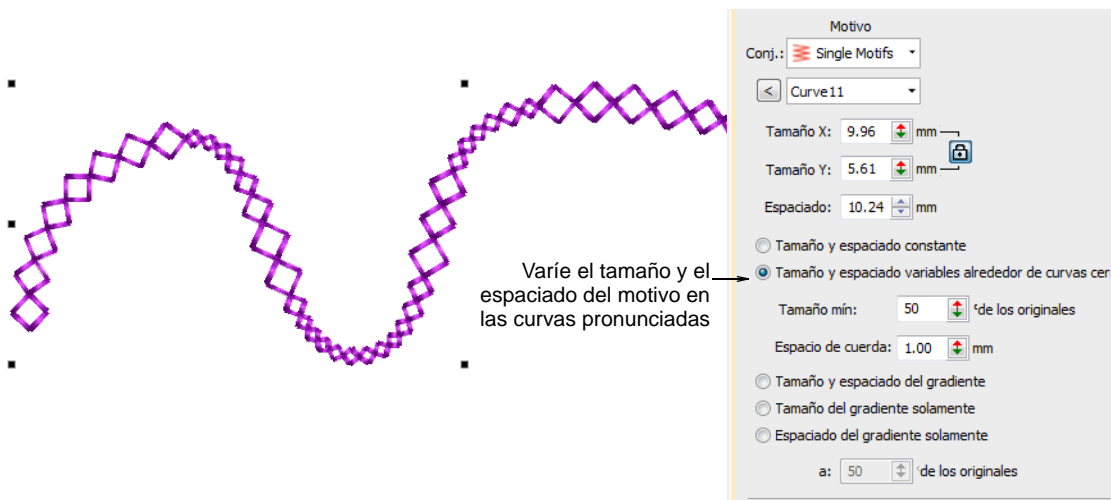 Motivo
Conj.: Single Motifs
< Curve11
Tamaño X: 9.96 mm
Tamaño Y: 5.61 mm
Espaciado: 10.24 mm
Tamaño y espaciado constante
Varíe el tamaño y el
espaciado del motivo en
las curvas pronunciadas
Tamaño y espaciado variables alrededor de curvas cer
Tamaño mín: 50 de los originales
Espacio de cuerda: 1.00 mm
Tamaño y espaciado del gradiente
Tamaño del gradiente solamente
Espaciado del gradiente solamente
a: 50 de los originales